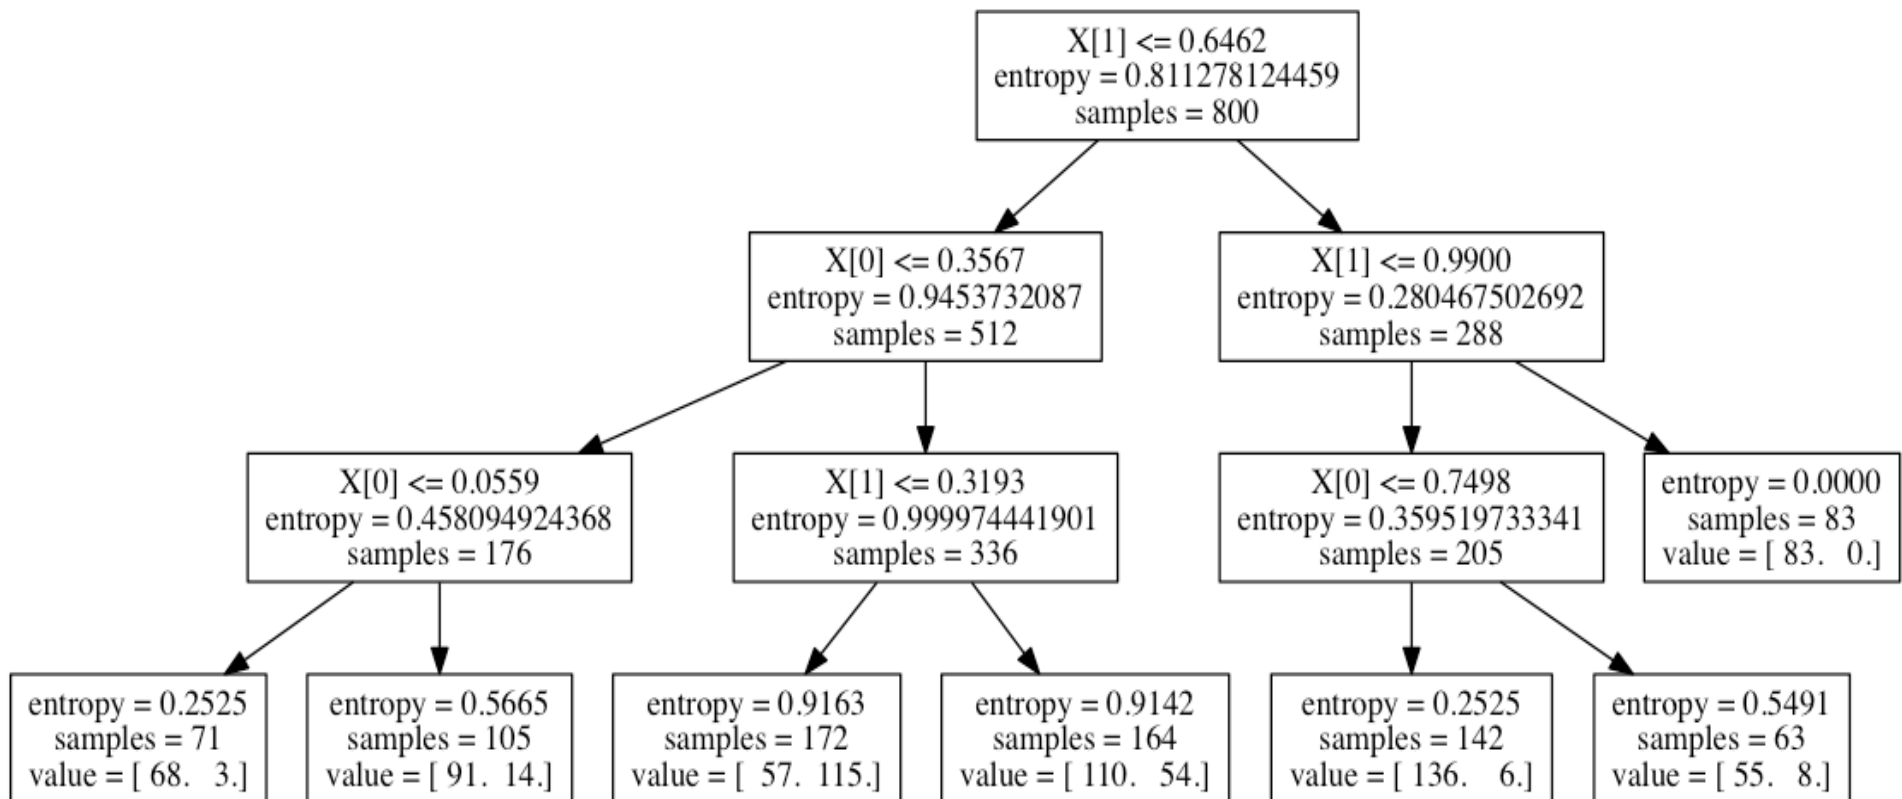 X[1] <= 0.6462
entropy = 0.811278124459
samples = 800
X[0] <= 0.3567
entropy = 0.9453732087
samples = 512
X[1] <= 0.9900
entropy = 0.280467502692
samples = 288
X[0] <= 0.0559
entropy = 0.458094924368
samples = 176
X[1] <= 0.3193
entropy = 0.999974441901
samples = 336
X[0] <= 0.7498
entropy = 0.359519733341
samples = 205
entropy = 0.0000
samples = 83
value = [ 83.   0.]
entropy = 0.2525
samples = 71
value = [ 68.   3.]
entropy = 0.5665
samples = 105
value = [ 91.  14.]
entropy = 0.9163
samples = 172
value = [  57.  115.]
entropy = 0.9142
samples = 164
value = [ 110.   54.]
entropy = 0.2525
samples = 142
value = [ 136.    6.]
entropy = 0.5491
samples = 63
value = [ 55.   8.]